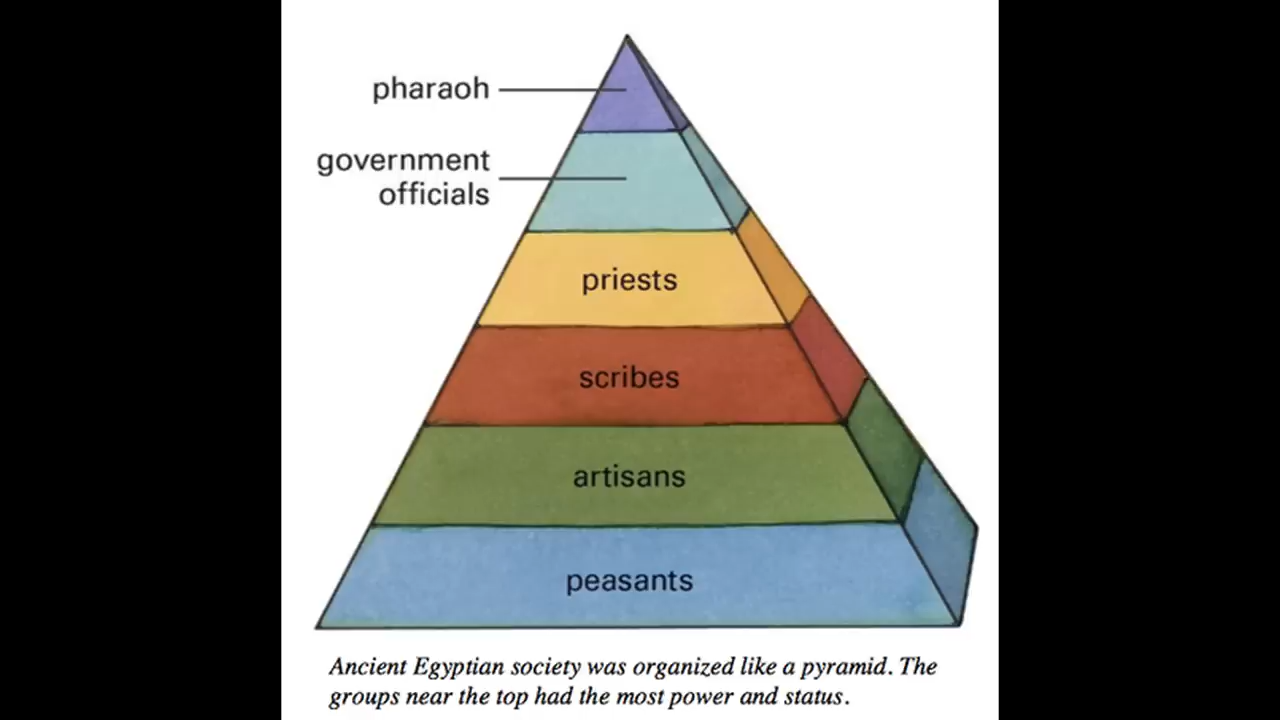 pharaoh
government
officials
priests
scribes
artisans
peasants
Ancient Egyptian society was organized like a pyramid. The
groups near the top had the most power and status.